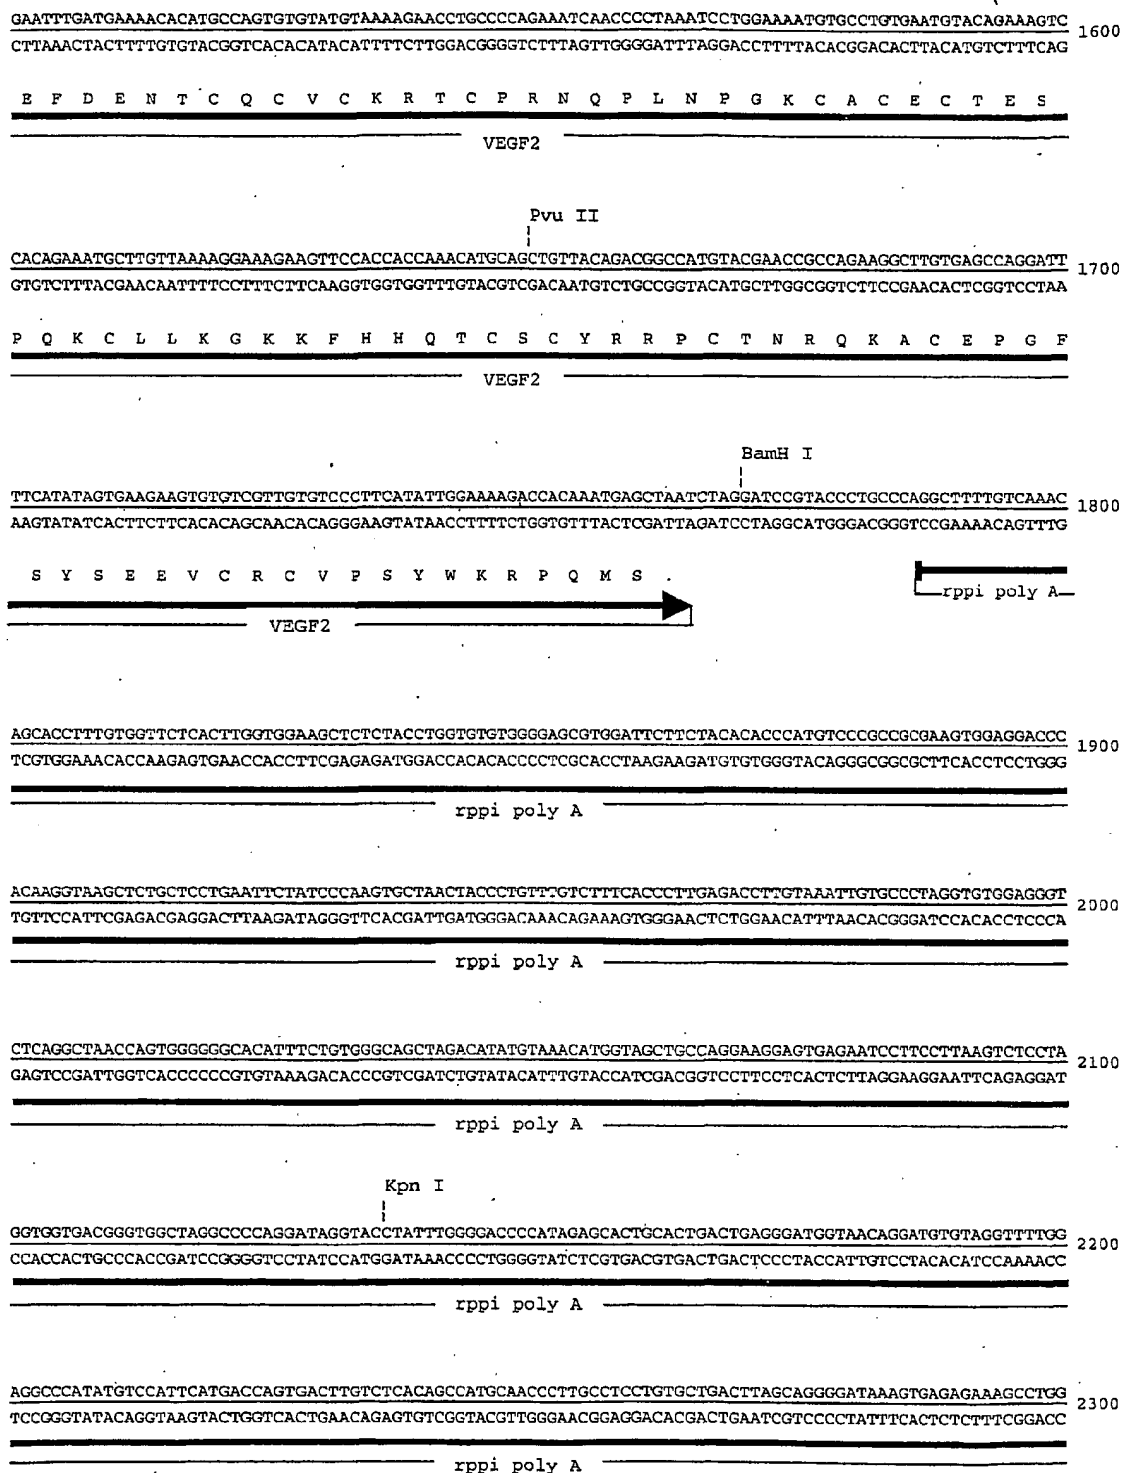 GAATTTGATGAAAACACATGCCAGTGTGTATGTAAAAGAACCTGCCCCAGAAATCAACCCCTAAATCCTGGAAAATGTGCCTGTGAATGTACAGAAAGTC 1600
CTTAAACTACTTTTGTGTACGGTCACACATACATTTTCTTGGACGGGGTCTTTAGTTGGGGATTTAGGACCTTTTACACGGACACTTACATGTCTTTCAG
E F D E N T C Q C V C K R T C P R N Q P L N P G K C A C E C T E S
VEGF2
Pvu II
CACAGAAATGCTTGTTAAAAGGAAAGAAGTTCCACCACCAAACATGCAGCTGTTACAGACGGCCATGTACGAACCGCCAGAAGGCTTGTGAGCCAGGATT 1700
GTGTCTTTACGAACAATTTTCCTTTCTTCAAGGTGGTGGTTTGTACGTCGACAATGTCTGCCGGTACATGCTTGGCGGTCTTCCGAACACTCGGTCCTAA
P Q K C L L K G K K F H H Q T C S C Y R R P C T N R Q K A C E P G F
VEGF2
BamH I
TTCATATAGTGAAGAAGTGTGTCGTTGTGTCCCTTCATATTGGAAAAGACCACAAATGAGCTAATCTAGGATCCGTACCCTGCCCAGGCTTTTGTCAAAC 1800
AAGTATATCACTTCTTCACACAGCAACACAGGGAAGTATAACCTTTTCTGGTGTTTACTCGATTAGATCCTAGGCATGGGACGGGTCCGAAAACAGTTTG
S Y S E E V C R C V P S Y W K R P Q M S .
rppi poly A
VEGF2
AGCACCTTTGTGGTTCTCACTTGGTGGAAGCTCTCTACCTGGTGTGTGGGGAGCGTGGATTCTTCTACACACCCATGTCCCGCCGCGAAGTGGAGGACCC 1900
TCGTGGAAACACCAAGAGTGAACCACCTTCGAGAGATGGACCACACACCCCTCGCACCTAAGAAGATGTGTGGGTACAGGGCGGCGCTTCACCTCCTGGG
rppi poly A
ACAAGGTAAGCTCTGCTCCTGAATTCTATCCCAAGTGCTAACTACCCTGTTTGTCTTTCACCCTTGAGACCTTGTAAATTGTGCCCTAGGTGTGGAGGGT 2000
TGTTCCATTCGAGACGAGGACTTAAGATAGGGTTCACGATTGATGGGACAAACAGAAAGTGGGAACTCTGGAACATTTAACACGGGATCCACACCTCCCA
rppi poly A
CTCAGGCTAACCAGTGGGGGGCACATTTCTGTGGGCAGCTAGACATATGTAAACATGGTAGCTGCCAGGAAGGAGTGAGAATCCTTCCTTAAGTCTCCTA 2100
GAGTCCGATTGGTCACCCCCCGTGTAAAGACACCCGTCGATCTGTATACATTTGTACCATCGACGGTCCTTCCTCACTCTTAGGAAGGAATTCAGAGGAT
rppi poly A
Kpn I
GGTGGTGACGGGTGGCTAGGCCCCAGGATAGGTACCTATTTGGGGACCCCATAGAGCACTGCACTGACTGAGGGATGGTAACAGGATGTGTAGGTTTTGG 2200
CCACCACTGCCCACCGATCCGGGGTCCTATCCATGGATAAACCCCTGGGGTATCTCGTGACGTGACTGACTCCCTACCATTGTCCTACACATCCAAAACC
rppi poly A
AGGCCCATATGTCCATTCATGACCAGTGACTTGTCTCACAGCCATGCAACCCTTGCCTCCTGTGCTGACTTAGCAGGGGATAAAGTGAGAGAAAGCCTGG 2300
TCCGGGTATACAGGTAAGTACTGGTCACTGAACAGAGTGTCGGTACGTTGGGAACGGAGGACACGACTGAATCGTCCCCTATTTCACTCTCTTTCGGACC
rppi poly A